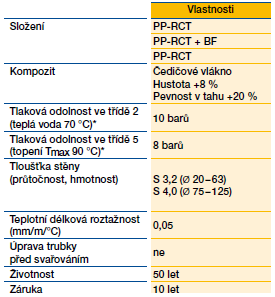 Vlastnosti
Složení
PP-RCT
PP-RCT + BF
PP-RCT
Kompozit
Čedičové vlákno
Hustota +8 %
Pevnost v tahu +20 %
Tlaková odolnost ve třídě 2
(teplá voda 70 °C)*
10 barů
Tlaková odolnost ve třídě 5
(topení Tmax 90 °C)*
8 barů
Tloušťka stěny
(průtočnost, hmotnost)
S 3,2 (Ø 20–63)
S 4,0 (Ø 75–125)
Teplotní délková roztažnost
(mm/m/°C)
0,05
Úprava trubky
před svařováním
ne
Životnost
50 let
Záruka
10 let